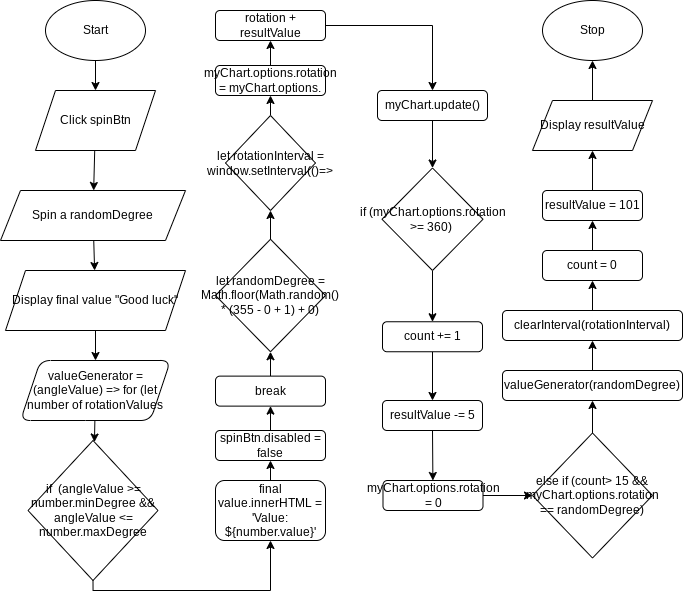 Start
Click spinBtn
Spin a randomDegree
Display final value "Good luck"
valueGenerator =
(angleValue) => for (let
number of rotationValues
if  (angleValue >=
number.minDegree &&
angleValue <=
number.maxDegree
final
value.innerHTML =
'Value:
${number.value}'
spinBtn.disabled =
false
break
let randomDegree =
Math.floor(Math.random()
* (355 - 0 + 1) + 0)
let rotationInterval =
window.setInterval(()=>
myChart.options.rotation
= myChart.options.
rotation +
resultValue
myChart.update()
if (myChart.options.rotation
>= 360)
count += 1
resultValue -= 5
myChart.options.rotation
= 0
else if (count> 15 &&
myChart.options.rotation
== randomDegree)
valueGenerator(randomDegree)
clearInterval(rotationInterval)
count = 0
resultValue = 101
Display resultValue
Stop